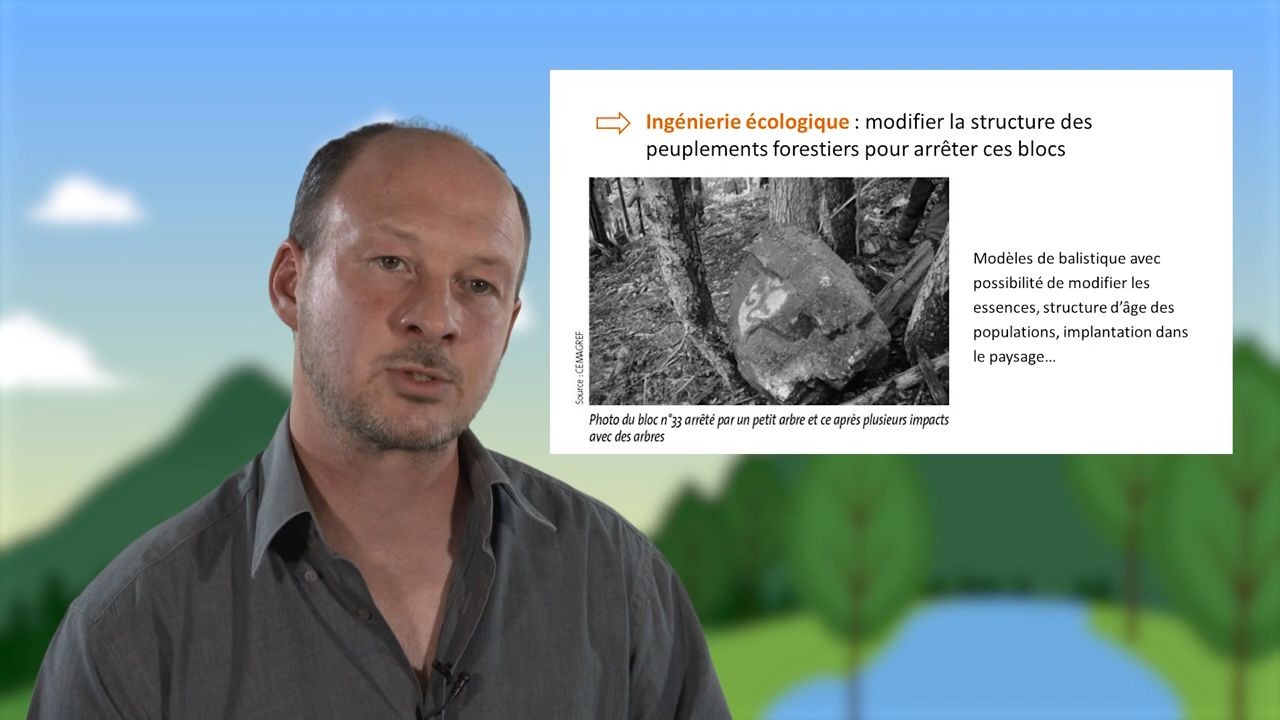 Ingénierie écologique : modifier la structure des
peuplements forestiers pour arrêter ces blocs
Source : CEMAGREF
Modèles de balistique avec
possibilité de modifier les
essences, structure d'âge des
populations, implantation dans
le paysage...
Photo du bloc n°33 arrêté par un petit arbre et ce après plusieurs impacts
avec des arbres